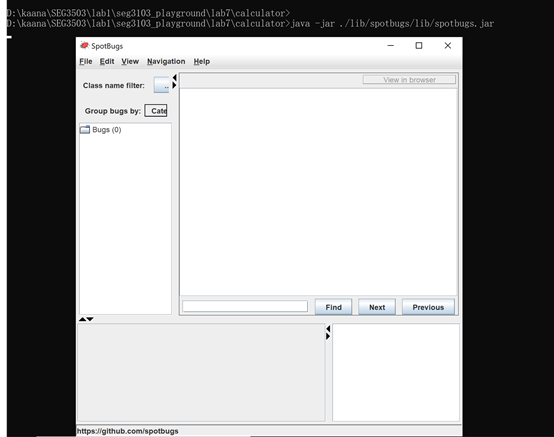 D:\kaana\SEG3503\lab1\seg3103_playground\lab7\calculator>
D:\kaana\SEG3503\lab1\seg3103_playground\lab7\calculator>java -jar ./lib/spotbugs/lib/spotbugs.jar
SpotBugs
File Edit View Navigation Help
Class name filter: ..
View in browser
Group bugs by: Cate
Bugs (0)
Find Next Previous
https://github.com/spotbugs